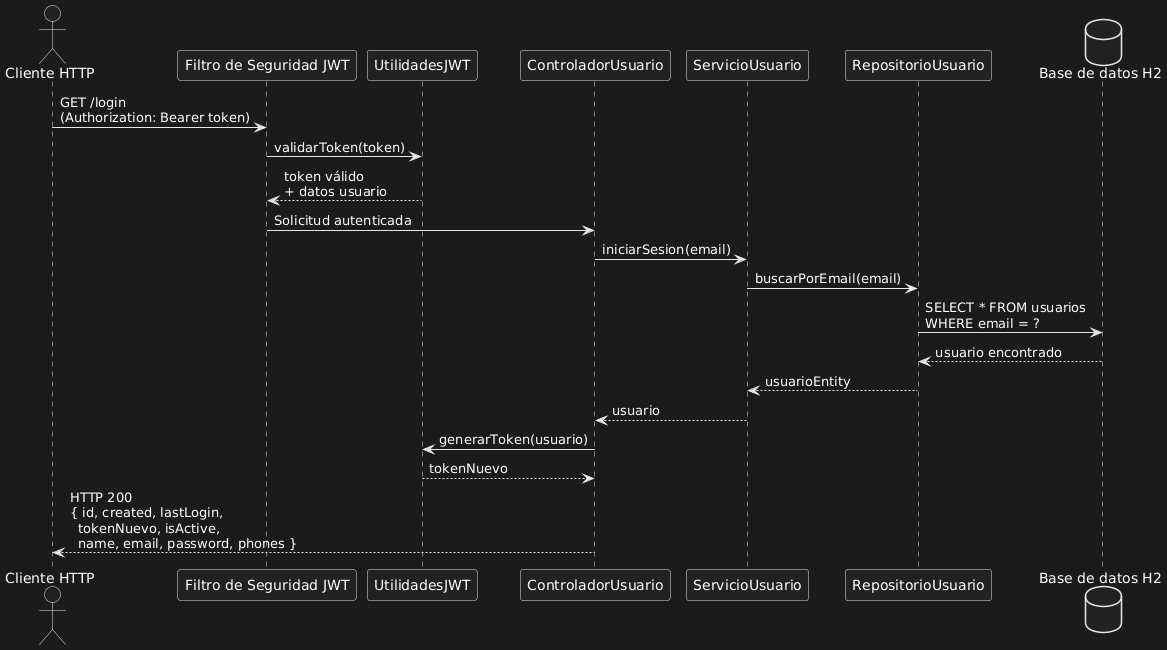 Cliente HTTP
Filtro de Seguridad JWT
UtilidadesJWT
ControladorUsuario
ServicioUsuario
RepositorioUsuario
Base de datos H2
GET /login
(Authorization: Bearer token)
validarToken(token)
token válido
+ datos usuario
Solicitud autenticada
iniciarSesion(email)
buscarPorEmail(email)
SELECT * FROM usuarios
WHERE email = ?
usuario encontrado
usuarioEntity
usuario
generarToken(usuario)
tokenNuevo
HTTP 200
{ id, created, lastLogin,
tokenNuevo, isActive,
name, email, password, phones }
Cliente HTTP
Filtro de Seguridad JWT
UtilidadesJWT
ControladorUsuario
ServicioUsuario
RepositorioUsuario
Base de datos H2